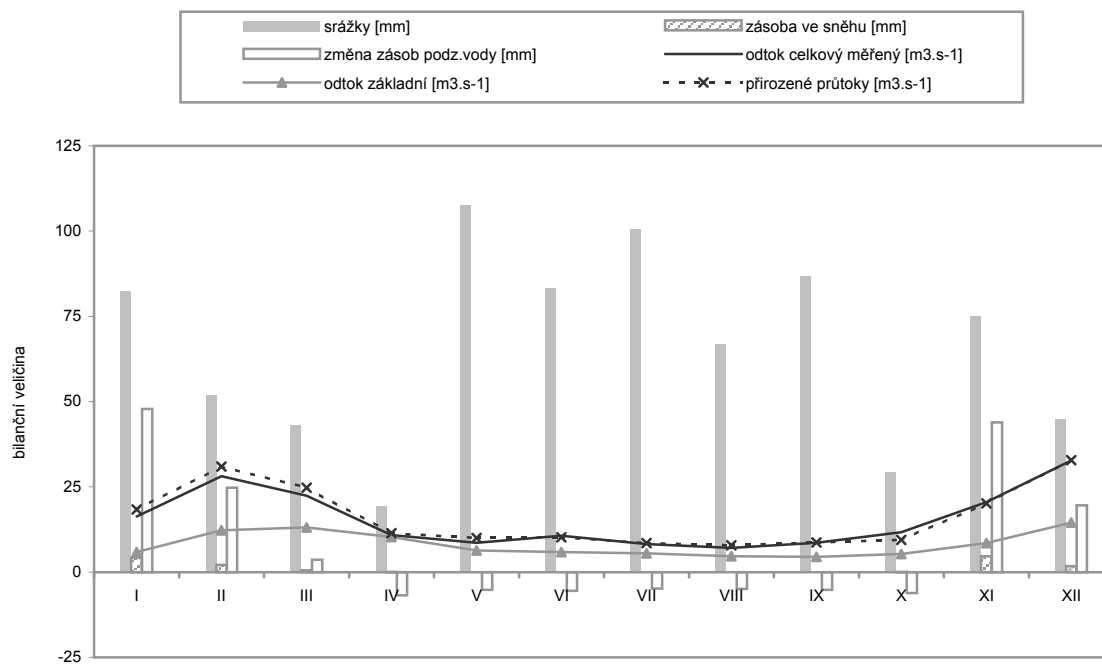 srážky [mm]
zásoba ve sněhu [mm]
změna zásob podz.vody [mm]
odtok celkový měřený [m3.s-1]
odtok základní [m3.s-1]
přirozené průtoky [m3.s-1]
125
100
75
50
25
0
-25
bilanční veličina
I II III IV V VI VII VIII IX X XI XII